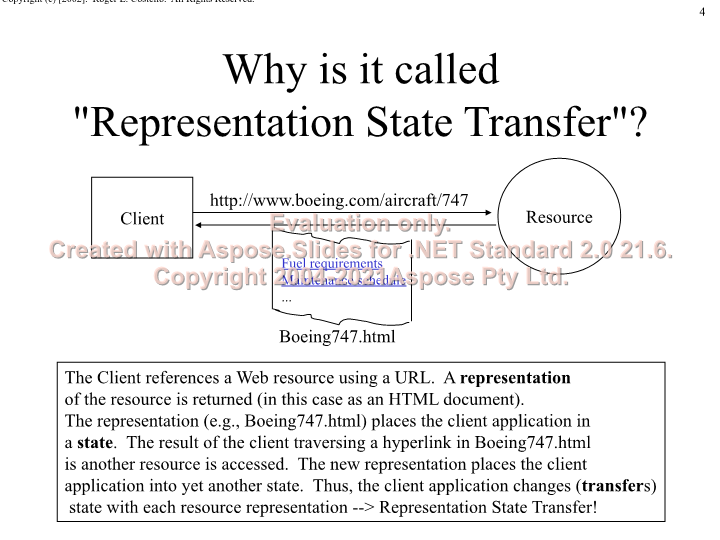 Copyright (c) [2002]. Roger L. Costello. All Rights Reserved.
4
Why is it called
"Representation State Transfer"?
Client
http://www.boeing.com/aircraft/747
Resource
Evaluation only.
Created with Aspose.Slides for .NET Standard 2.0 21.6.
Copyright 2004-2021Aspose Pty Ltd.
Fuel requirements
Maintenance schedule
...
Boeing747.html
The Client references a Web resource using a URL. A representation
of the resource is returned (in this case as an HTML document).
The representation (e.g., Boeing747.html) places the client application in
a state. The result of the client traversing a hyperlink in Boeing747.html
is another resource is accessed. The new representation places the client
application into yet another state. Thus, the client application changes (transfers)
state with each resource representation --> Representation State Transfer!